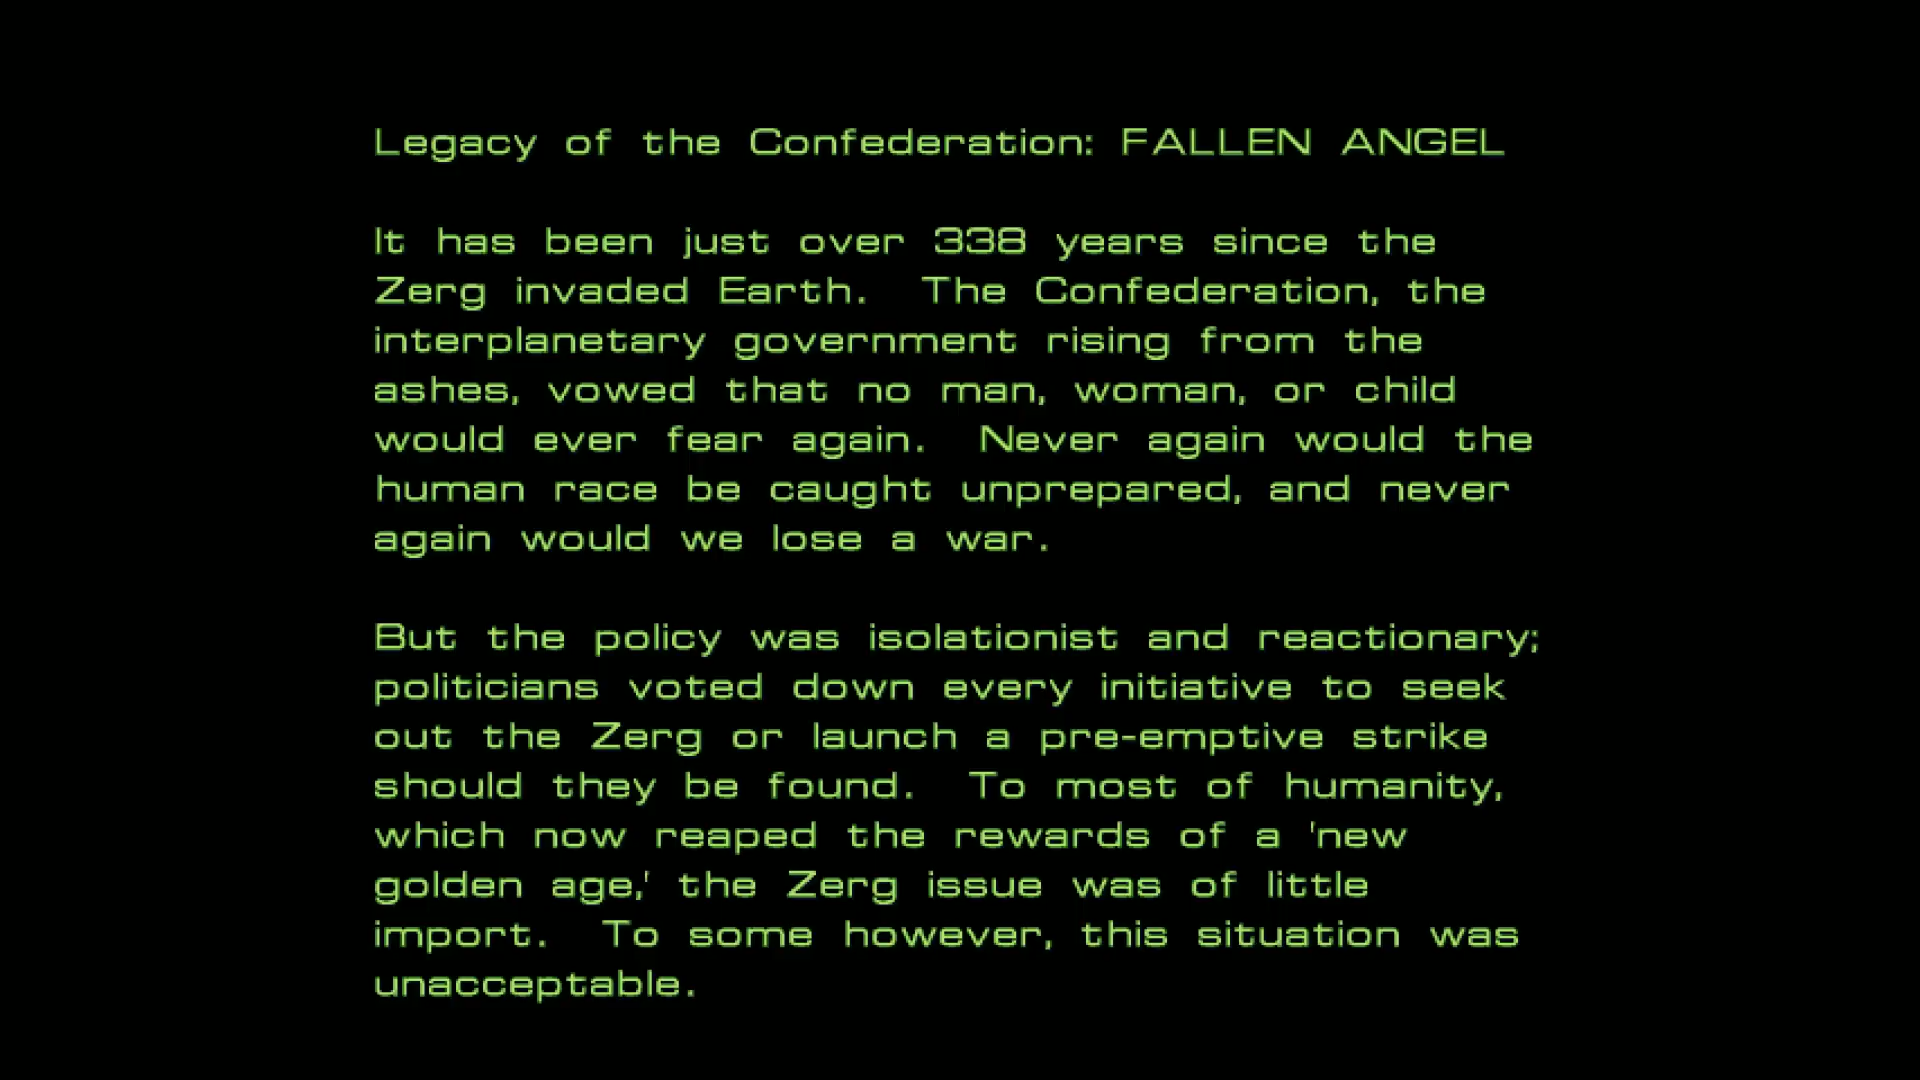 Legacy of the Confederation: FALLEN ANGEL
It has been just over 338 years since the
Zerg invaded Earth.  The Confederation, the
interplanetary government rising from the
ashes, vowed that no man, woman, or child
would ever fear again.  Never again would the
human race be caught unprepared, and never
again would we lose a war.
But the policy was isolationist and reactionary;
politicians voted down every initiative to seek
out the Zerg or launch a pre-emptive strike
should they be found.  To most of humanity,
which now reaped the rewards of a 'new
golden age,' the Zerg issue was of little
import.  To some however, this situation was
unacceptable.